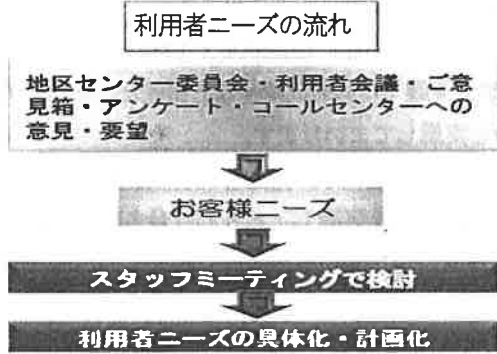 利用者ニーズの流れ
地区センター委員会・利用者会議・ご意
見箱・アンケート・コールセンターへの
意見・要望
お客様ニーズ
スタッフミーティングで検討
利用者ニーズの具体化・計画化